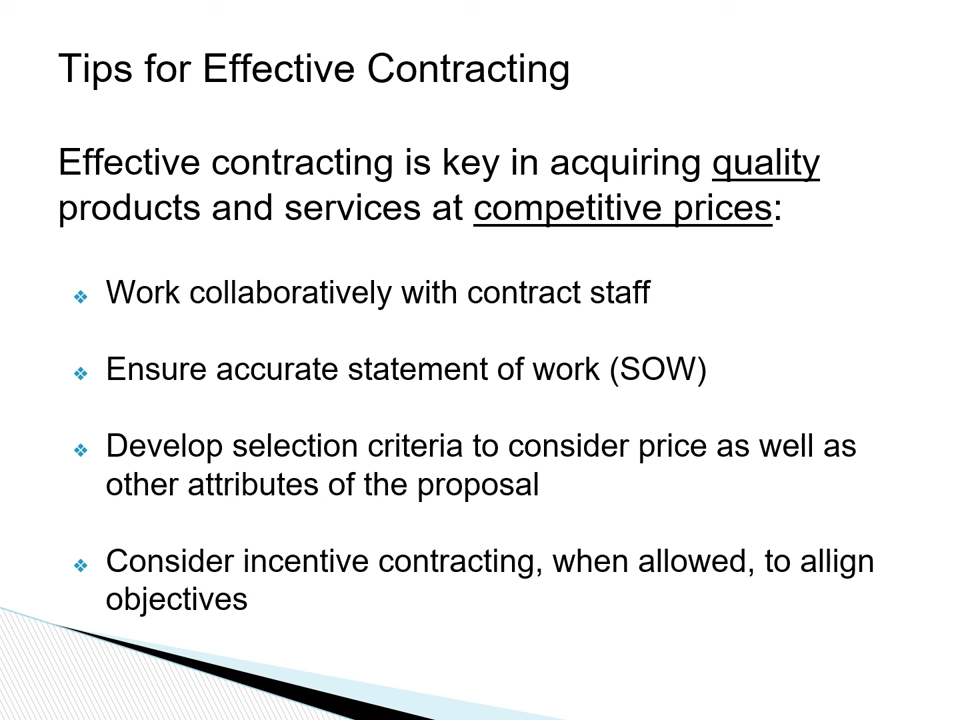 Tips for Effective Contracting
Effective contracting is key in acquiring quality
products and services at competitive prices:
Work collaboratively with contract staff
Ensure accurate statement of work (SOW)
Develop selection criteria to consider price as well as
other attributes of the proposal
Consider incentive contracting, when allowed, to allign
objectives